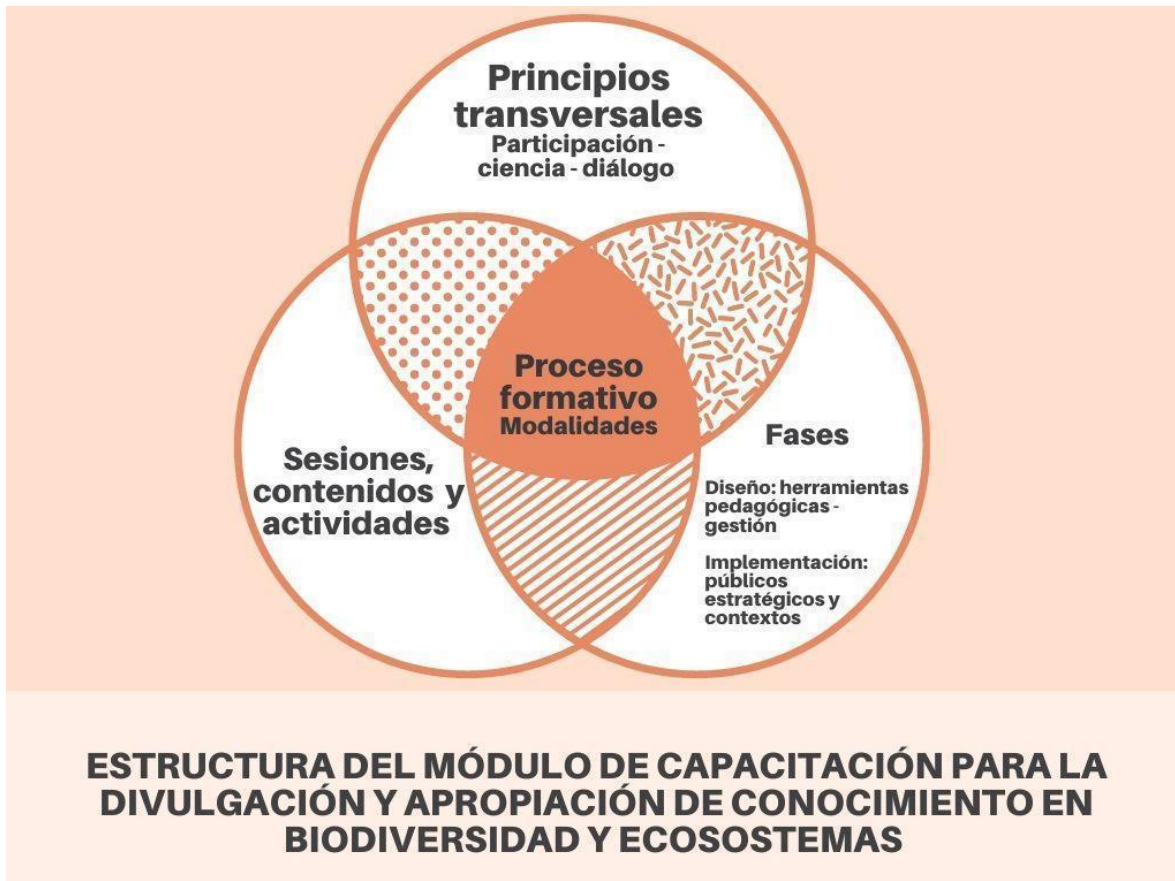 Principios
transversales
Participación -
ciencia - diálogo
Proceso
formativo
Modalidades
Sesiones,
contenidos y
actividades
Fases
Diseño: herramientas
pedagógicas -
gestión
Implementación:
públicos
estratégicos y
contextos
ESTRUCTURA DEL MÓDULO DE CAPACITACIÓN PARA LA
DIVULGACIÓN Y APROPIACIÓN DE CONOCIMIENTO EN
BIODIVERSIDAD Y ECOSOSTEMAS